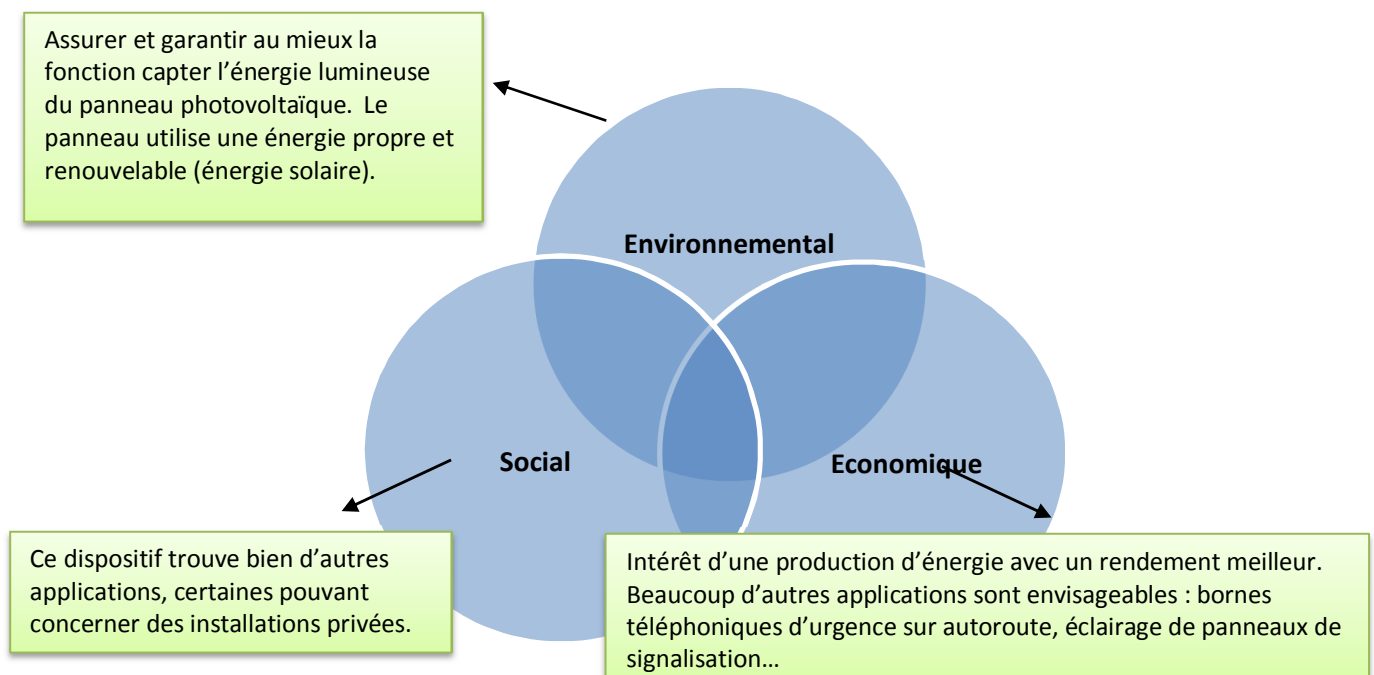 Assurer et garantir au mieux la
fonction capter l’énergie lumineuse
du panneau photovoltaïque. Le
panneau utilise une énergie propre et
renouvelable (énergie solaire).
Environnemental
Social
Economique
Ce dispositif trouve bien d’autres
applications, certaines pouvant
concerner des installations privées.
Intérêt d’une production d’énergie avec un rendement meilleur.
Beaucoup d’autres applications sont envisageables : bornes
téléphoniques d’urgence sur autoroute, éclairage de panneaux de
signalisation…